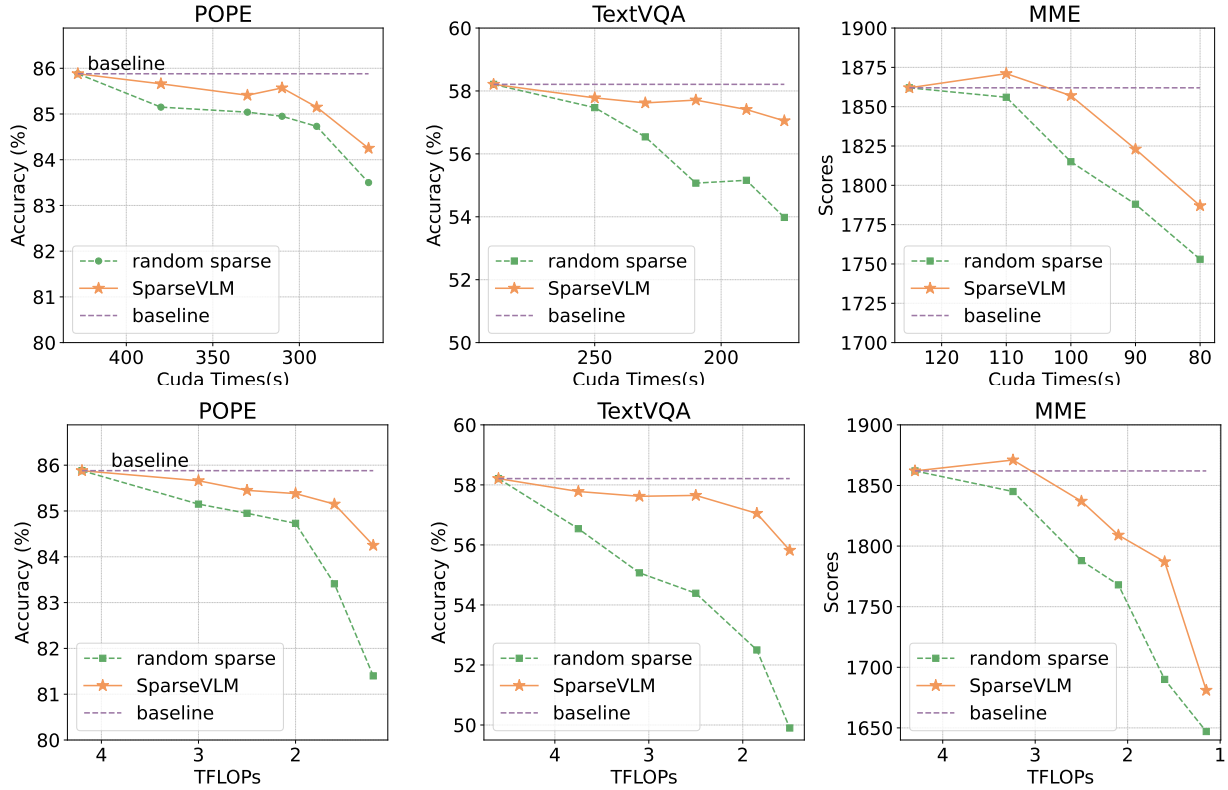 POPE
86
85
84
83
82
81
80
Accuracy (%)
baseline
random sparse
SparseVLM
baseline
400
350
300
Cuda Times(s)
TextVQA
60
58
56
54
52
50
Accuracy (%)
random sparse
SparseVLM
baseline
250
200
Cuda Times(s)
MME
1900
1875
1850
1825
1800
1775
1750
1725
1700
Scores
random sparse
SparseVLM
baseline
120
110
100
90
80
Cuda Times(s)
POPE
86
85
84
83
82
81
80
Accuracy (%)
baseline
random sparse
SparseVLM
baseline
4
3
2
TFLOPs
TextVQA
60
58
56
54
52
50
Accuracy (%)
random sparse
SparseVLM
baseline
4
3
2
TFLOPs
MME
1900
1850
1800
1750
1700
1650
Scores
random sparse
SparseVLM
baseline
4
3
2
1
TFLOPs